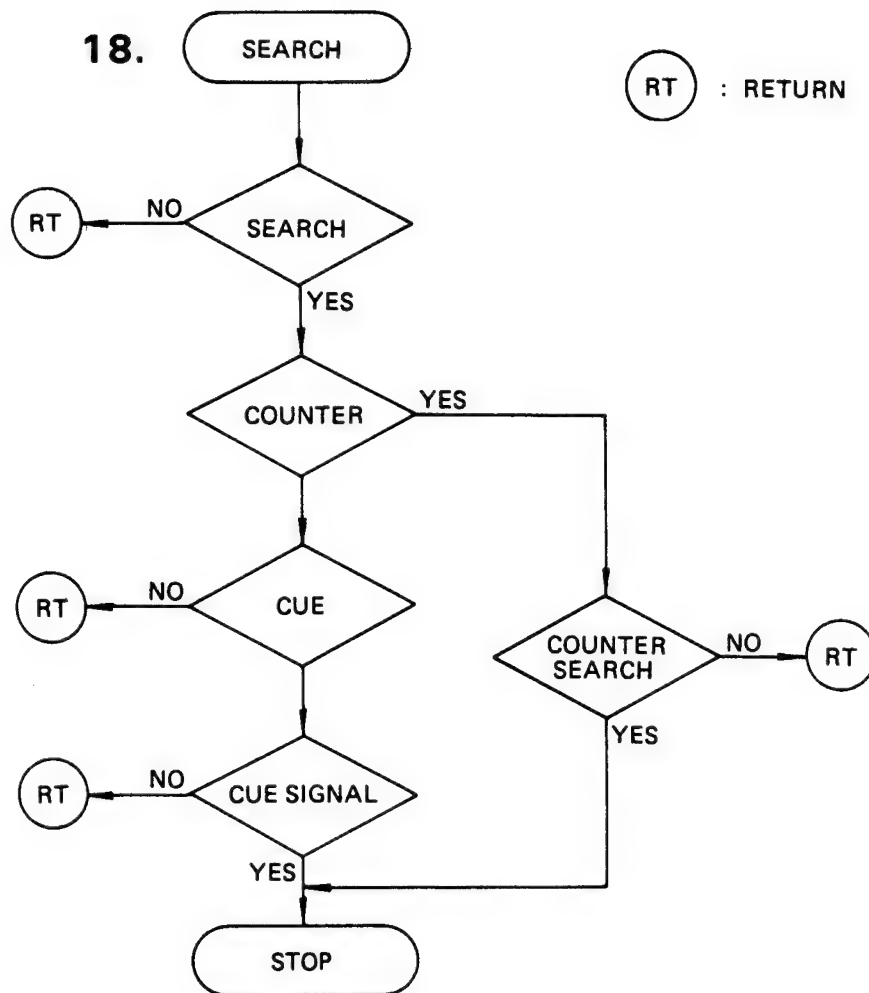 18.
SEARCH
RT : RETURN
RT
NO
SEARCH
YES
COUNTER
YES
RT
NO
CUE
COUNTER
SEARCH
NO
RT
YES
RT
NO
CUE SIGNAL
YES
STOP